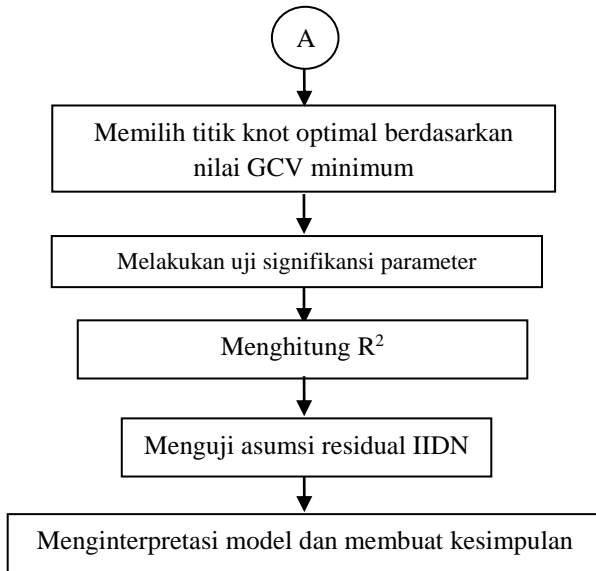 A
Memilih titik knot optimal berdasarkan
nilai GCV minimum
Melakukan uji signifikansi parameter
Menghitung R²
Menguji asumsi residual IIDN
Menginterpretasi model dan membuat kesimpulan